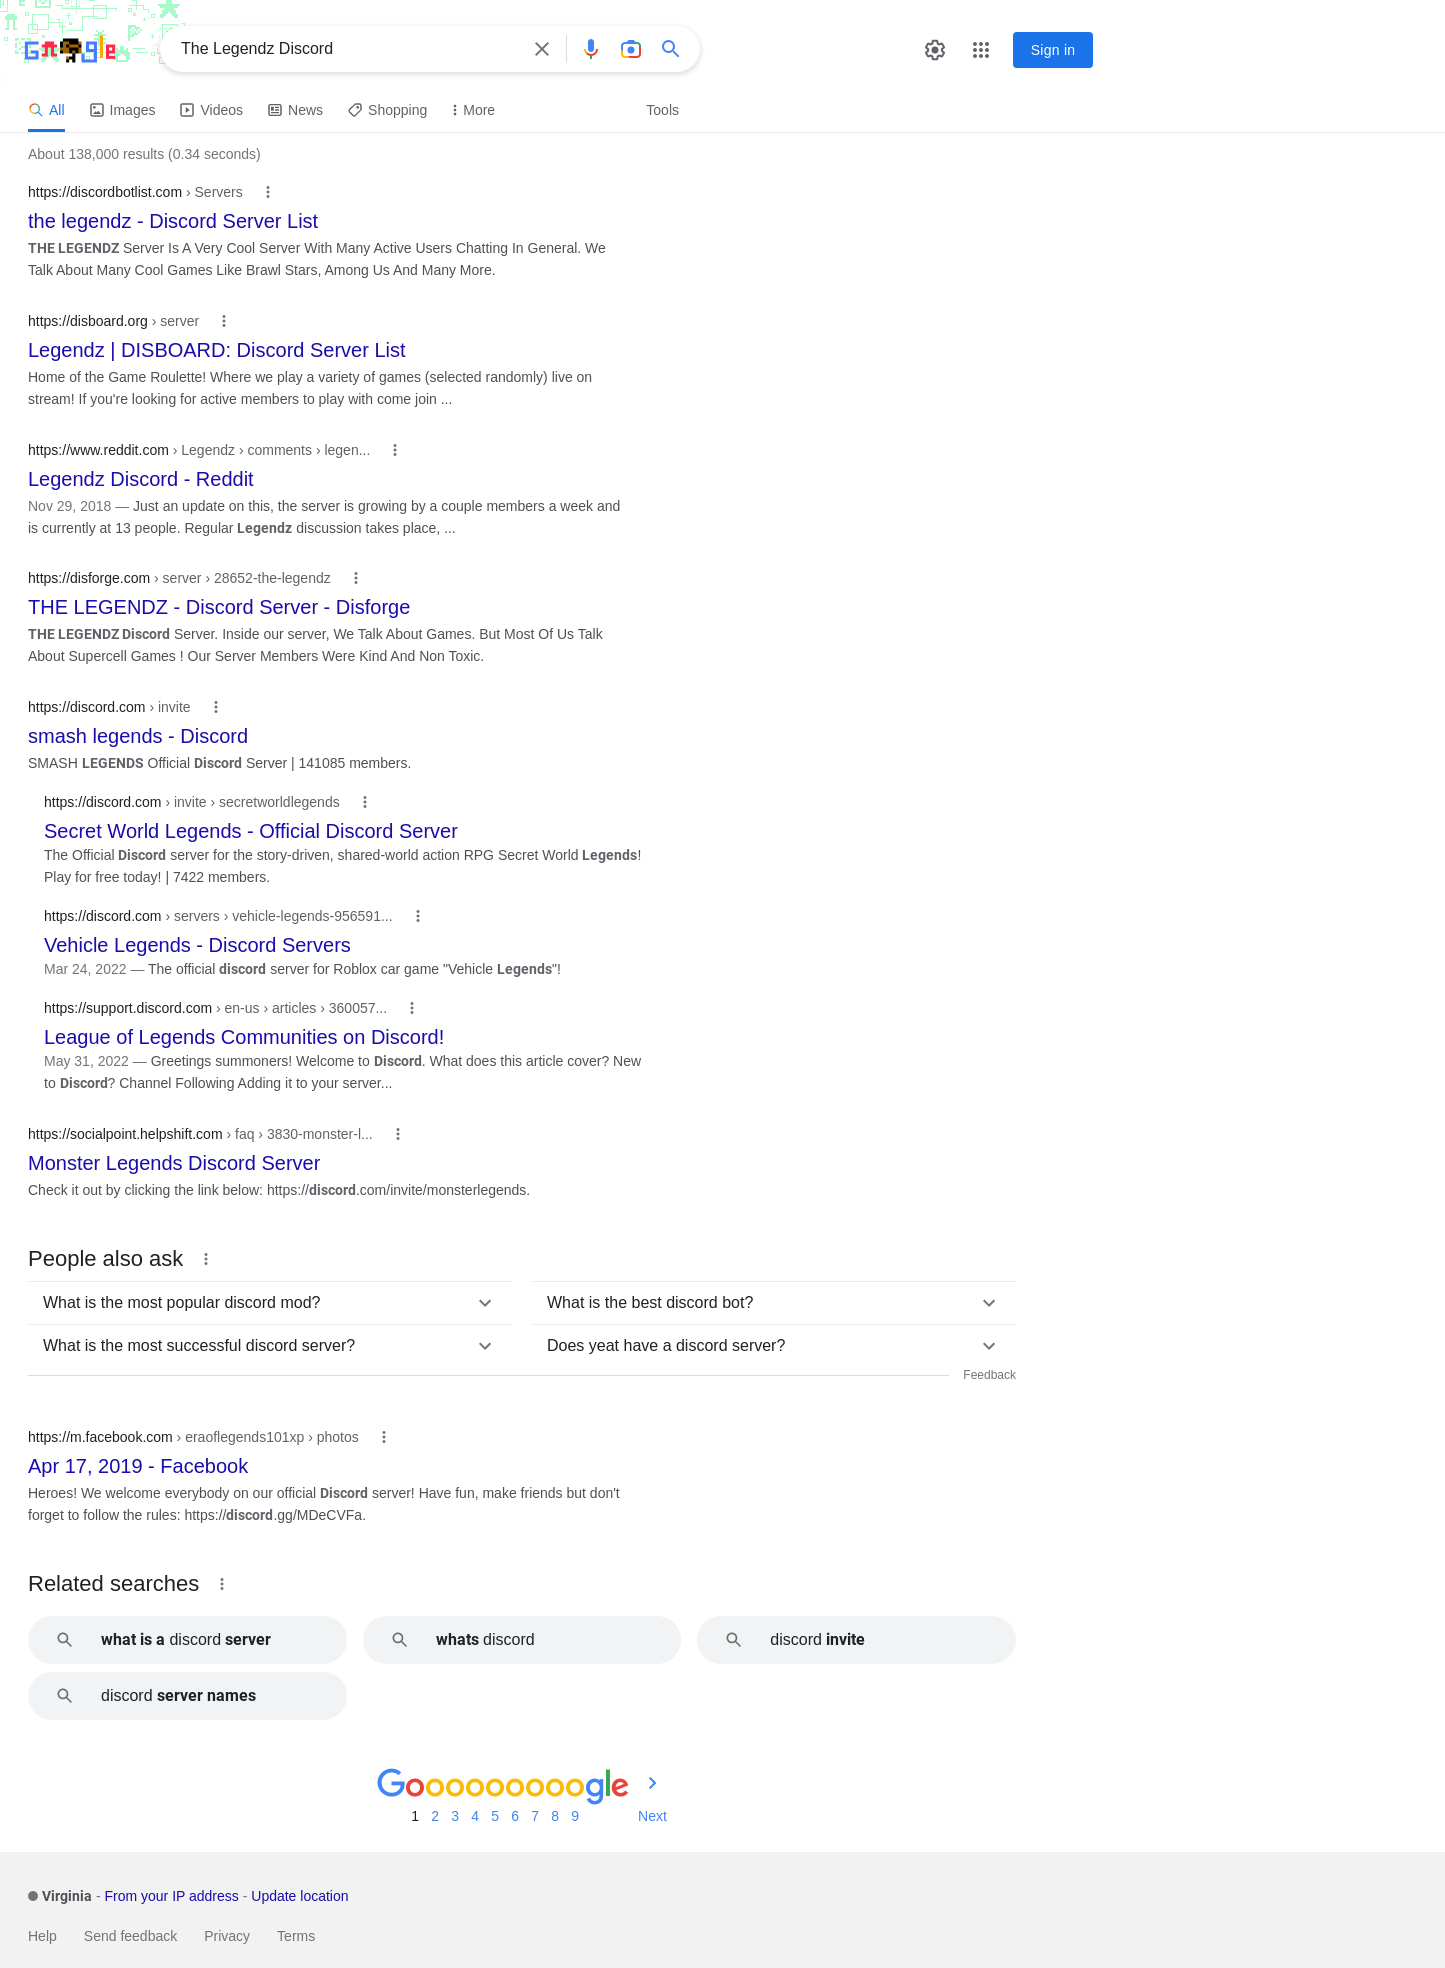 The Legendz Discord
Sign in
All Images Videos News Shopping More Tools
About 138,000 results (0.34 seconds)
https://discordbotlist.com › Servers
the legendz - Discord Server List
THE LEGENDZ Server Is A Very Cool Server With Many Active Users Chatting In General. We
Talk About Many Cool Games Like Brawl Stars, Among Us And Many More.
https://disboard.org › server
Legendz | DISBOARD: Discord Server List
Home of the Game Roulette! Where we play a variety of games (selected randomly) live on
stream! If you're looking for active members to play with come join ...
https://www.reddit.com › Legendz › comments › legen...
Legendz Discord - Reddit
Nov 29, 2018 — Just an update on this, the server is growing by a couple members a week and
is currently at 13 people. Regular Legendz discussion takes place, ...
https://disforge.com › server › 28652-the-legendz
THE LEGENDZ - Discord Server - Disforge
THE LEGENDZ Discord Server. Inside our server, We Talk About Games. But Most Of Us Talk
About Supercell Games ! Our Server Members Were Kind And Non Toxic.
https://discord.com › invite
smash legends - Discord
SMASH LEGENDS Official Discord Server | 141085 members.
https://discord.com › invite › secretworldlegends
Secret World Legends - Official Discord Server
The Official Discord server for the story-driven, shared-world action RPG Secret World Legends!
Play for free today! | 7422 members.
https://discord.com › servers › vehicle-legends-956591...
Vehicle Legends - Discord Servers
Mar 24, 2022 — The official discord server for Roblox car game "Vehicle Legends"!
https://support.discord.com › en-us › articles › 360057...
League of Legends Communities on Discord!
May 31, 2022 — Greetings summoners! Welcome to Discord. What does this article cover? New
to Discord? Channel Following Adding it to your server...
https://socialpoint.helpshift.com › faq › 3830-monster-l...
Monster Legends Discord Server
Check it out by clicking the link below: https://discord.com/invite/monsterlegends.
People also ask
What is the most popular discord mod?
What is the best discord bot?
What is the most successful discord server?
Does yeat have a discord server?
Feedback
https://m.facebook.com › eraoflegends101xp › photos
Apr 17, 2019 - Facebook
Heroes! We welcome everybody on our official Discord server! Have fun, make friends but don't
forget to follow the rules: https://discord.gg/MDeCVFa.
Related searches
what is a discord server
whats discord
discord invite
discord server names
Goooooooooogle
1 2 3 4 5 6 7 8 9 Next
Virginia - From your IP address - Update location
Help Send feedback Privacy Terms